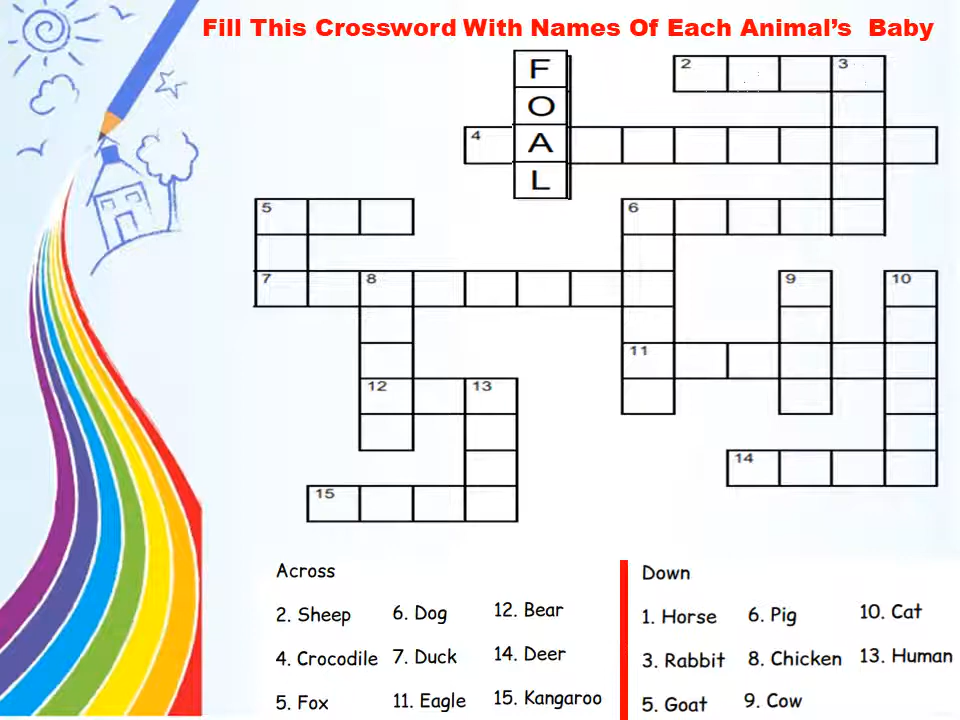 Fill This Crossword With Names Of Each Animal’s Baby
F
2
3
O
4
A
L
5
6
7
8
9
10
11
12
13
14
15
Across
2. Sheep
6. Dog
12. Bear
4. Crocodile
7. Duck
14. Deer
5. Fox
11. Eagle
15. Kangaroo
Down
1. Horse
6. Pig
10. Cat
3. Rabbit
8. Chicken
13. Human
5. Goat
9. Cow